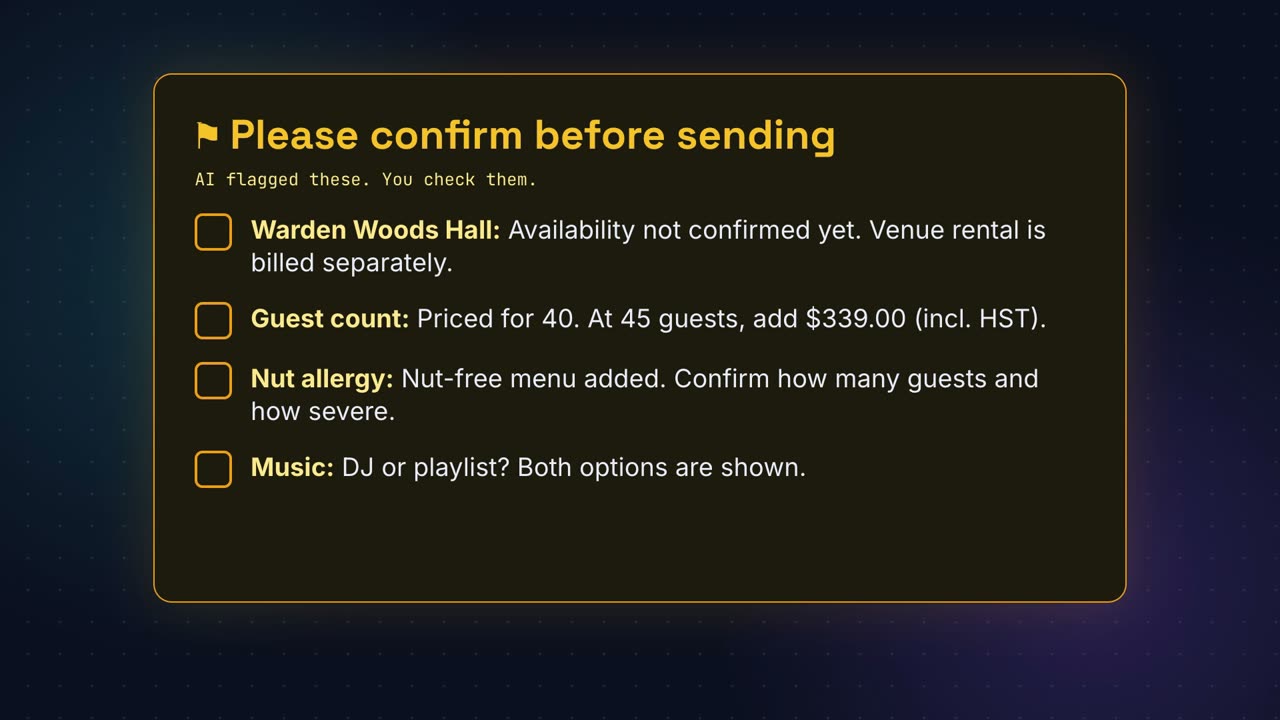 ⚑ Please confirm before sending
AI flagged these. You check them.
Warden Woods Hall: Availability not confirmed yet. Venue rental is
billed separately.
Guest count: Priced for 40. At 45 guests, add $339.00 (incl. HST).
Nut allergy: Nut-free menu added. Confirm how many guests and
how severe.
Music: DJ or playlist? Both options are shown.